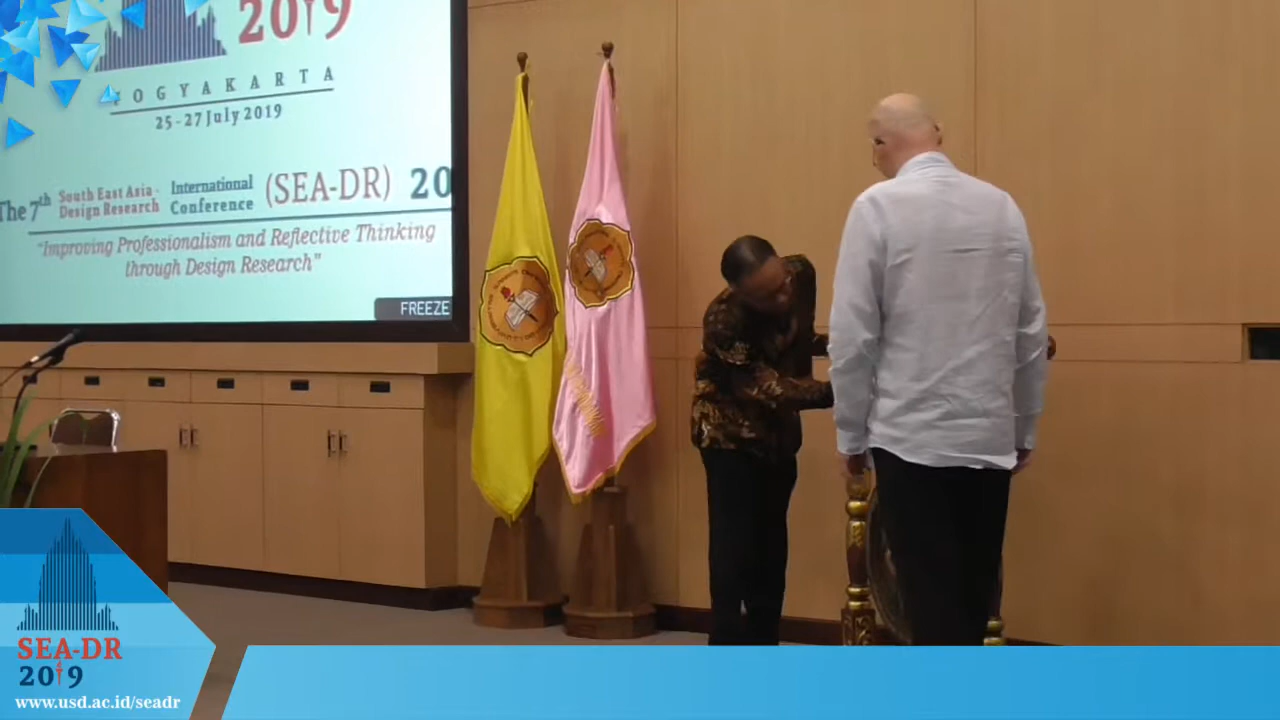 2019
YOGYAKARTA
25-27 July 2019
The 7th South East Asia - Design Research International Conference (SEA-DR) 20
"Improving Professionalism and Reflective Thinking
through Design Research"
FREEZE
SEA-DR
2019
www.usd.ac.id/seadr